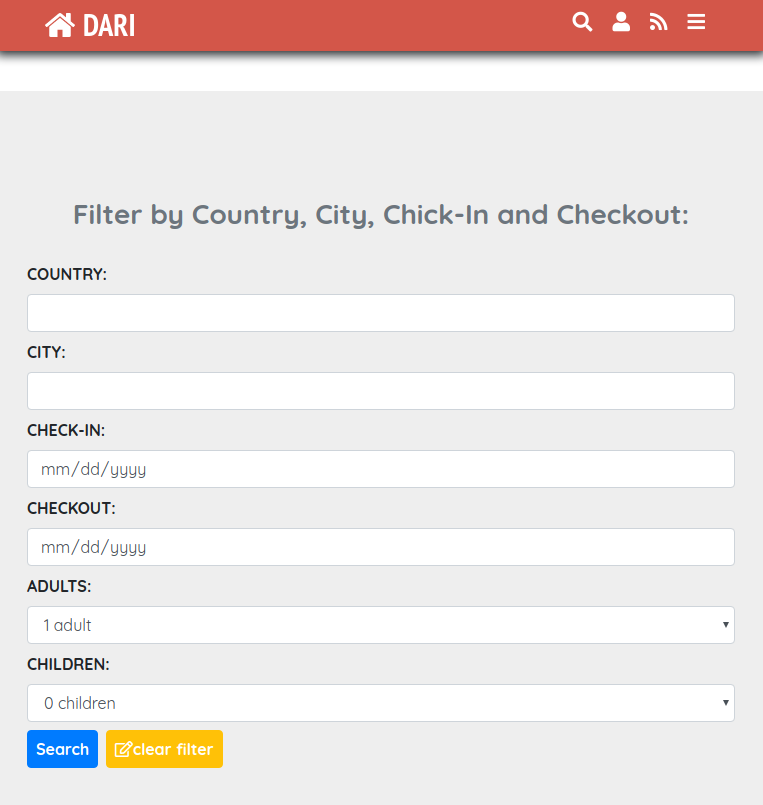 DARI
Filter by Country, City, Chick-In and Checkout:
COUNTRY:
CITY:
CHECK-IN:
mm/dd/yyyy
CHECKOUT:
mm/dd/yyyy
ADULTS:
1 adult
CHILDREN:
0 children
Search clear filter